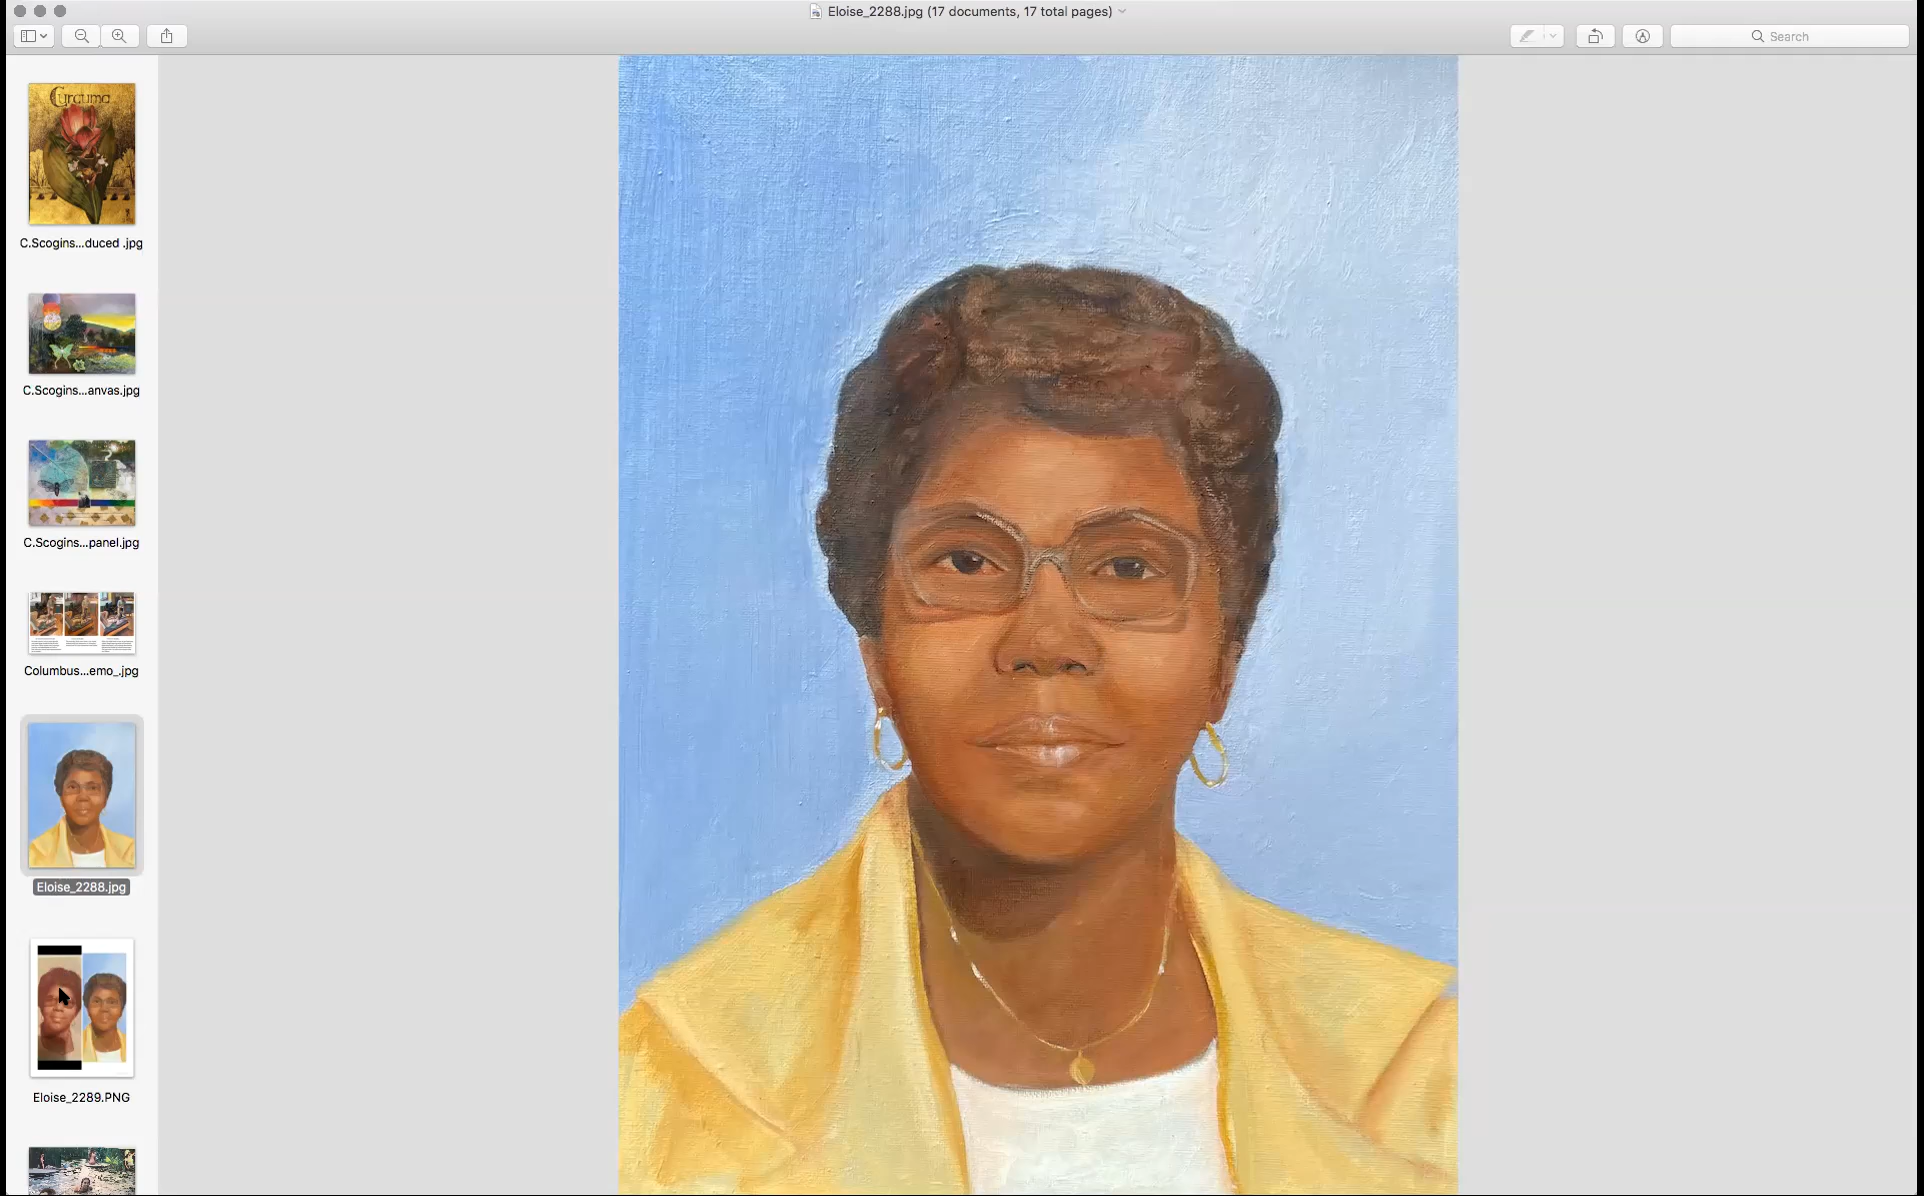 Eloise_2288.jpg (17 documents, 17 total pages)
Search
Curcuma
C.Scogins...duced .jpg
C.Scogins...anvas.jpg
C.Scogins...panel.jpg
Columbus...emo_.jpg
Eloise_2288.jpg
Eloise_2289.PNG